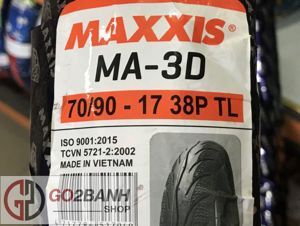 MAXXIS
MA-3D
70/90 - 17 38P TL
ISO 9001:2015
TCVN 5721-2:2002
MADE IN VIETNAM
GO2BANH
SHOP